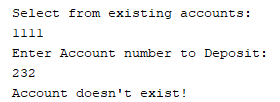 Select from existing accounts:
1111
Enter Account number to Deposit:
232
Account doesn't exist!